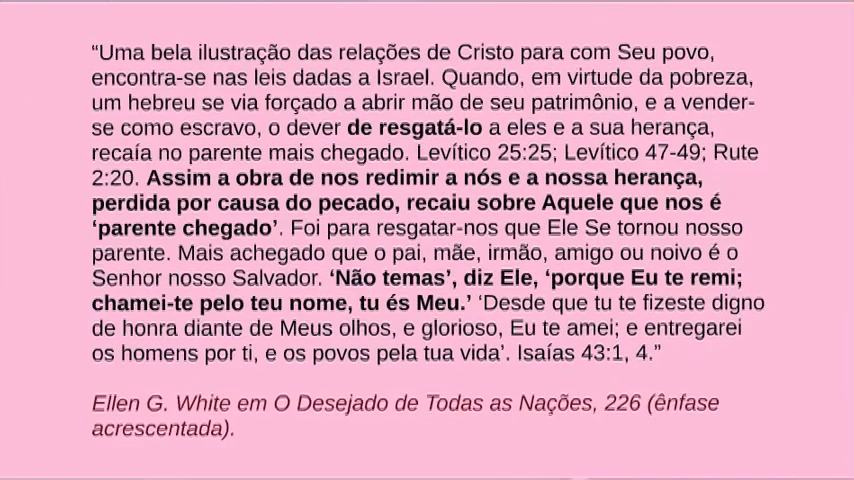 “Uma bela ilustração das relações de Cristo para com Seu povo,
encontra-se nas leis dadas a Israel. Quando, em virtude da pobreza,
um hebreu se via forçado a abrir mão de seu patrimônio, e a vender-
se como escravo, o dever de resgatá-lo a eles e a sua herança,
recaía no parente mais chegado. Levítico 25:25; Levítico 47-49; Rute
2:20. Assim a obra de nos redimir a nós e a nossa herança,
perdida por causa do pecado, recaiu sobre Aquele que nos é
‘parente chegado’. Foi para resgatar-nos que Ele Se tornou nosso
parente. Mais achegado que o pai, mãe, irmão, amigo ou noivo é o
Senhor nosso Salvador. ‘Não temas’, diz Ele, ‘porque Eu te remi;
chamei-te pelo teu nome, tu és Meu.’ ‘Desde que tu te fizeste digno
de honra diante de Meus olhos, e glorioso, Eu te amei; e entregarei
os homens por ti, e os povos pela tua vida’. Isaías 43:1, 4.”
Ellen G. White em O Desejado de Todas as Nações, 226 (ênfase
acrescentada).